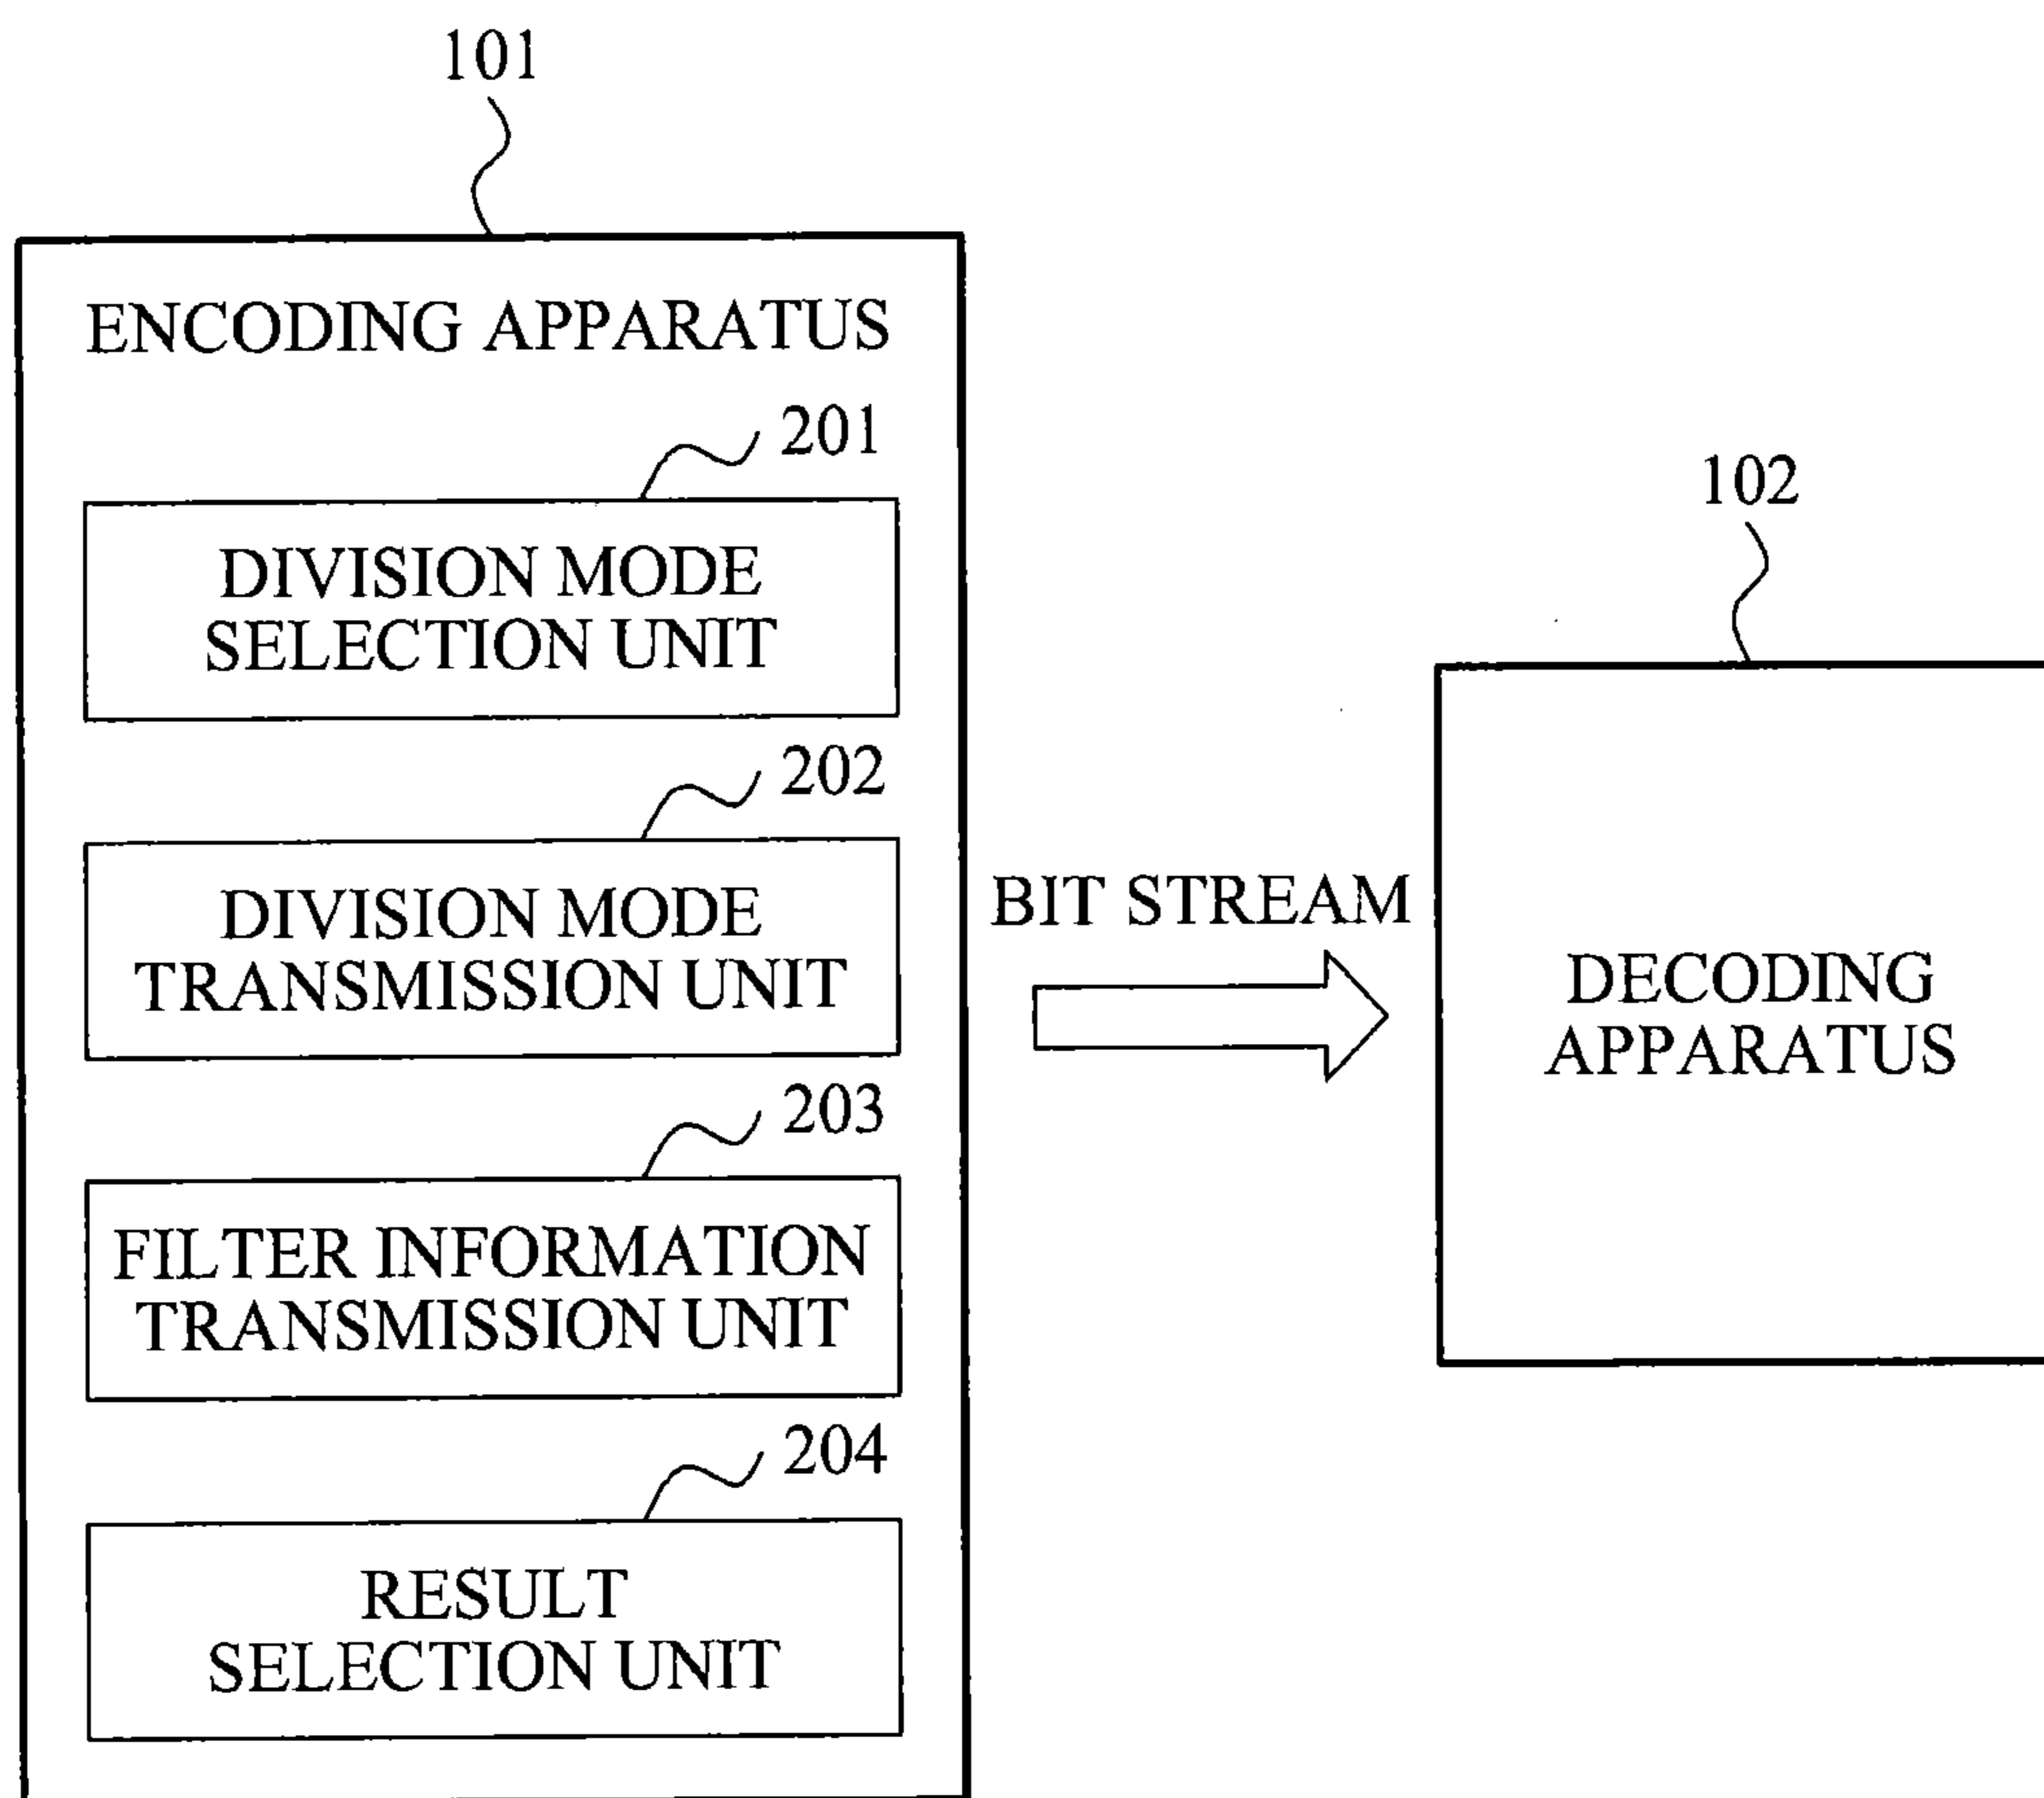 101
ENCODING APPARATUS
201
DIVISION MODE
SELECTION UNIT
202
DIVISION MODE
TRANSMISSION UNIT
203
FILTER INFORMATION
TRANSMISSION UNIT
204
RESULT
SELECTION UNIT
BIT STREAM
102
DECODING
APPARATUS